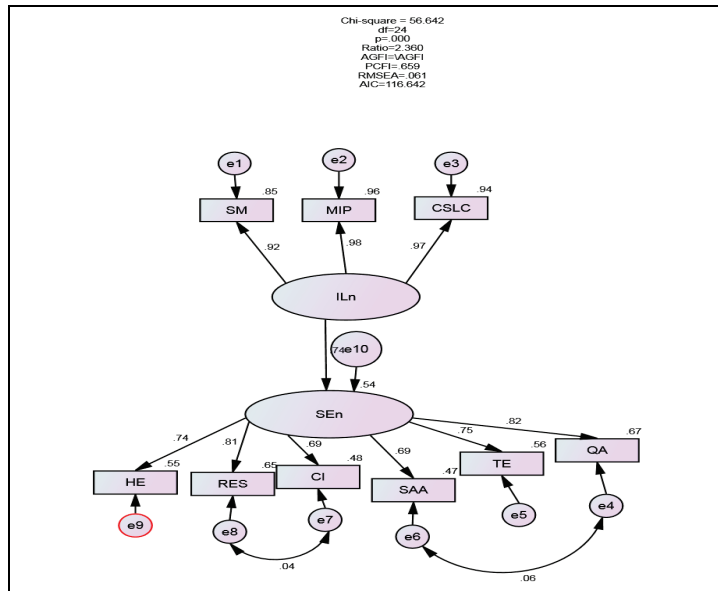 Chi-square = 56.642
df=24
p=.000
Ratio=2.360
AGFI=\AGFI
PCFI=.659
RMSEA=.061
AIC=116.642
e1
e2
e3
.85
.96
.94
SM
MIP
CSLC
.92
.98
.97
ILn
.74
e10
.54
SEn
.74
.81
.69
.69
.75
.82
.67
QA
.56
TE
.55
HE
.65
RES
.48
CI
.47
SAA
e9
e8
e7
e6
e5
e4
.04
.06